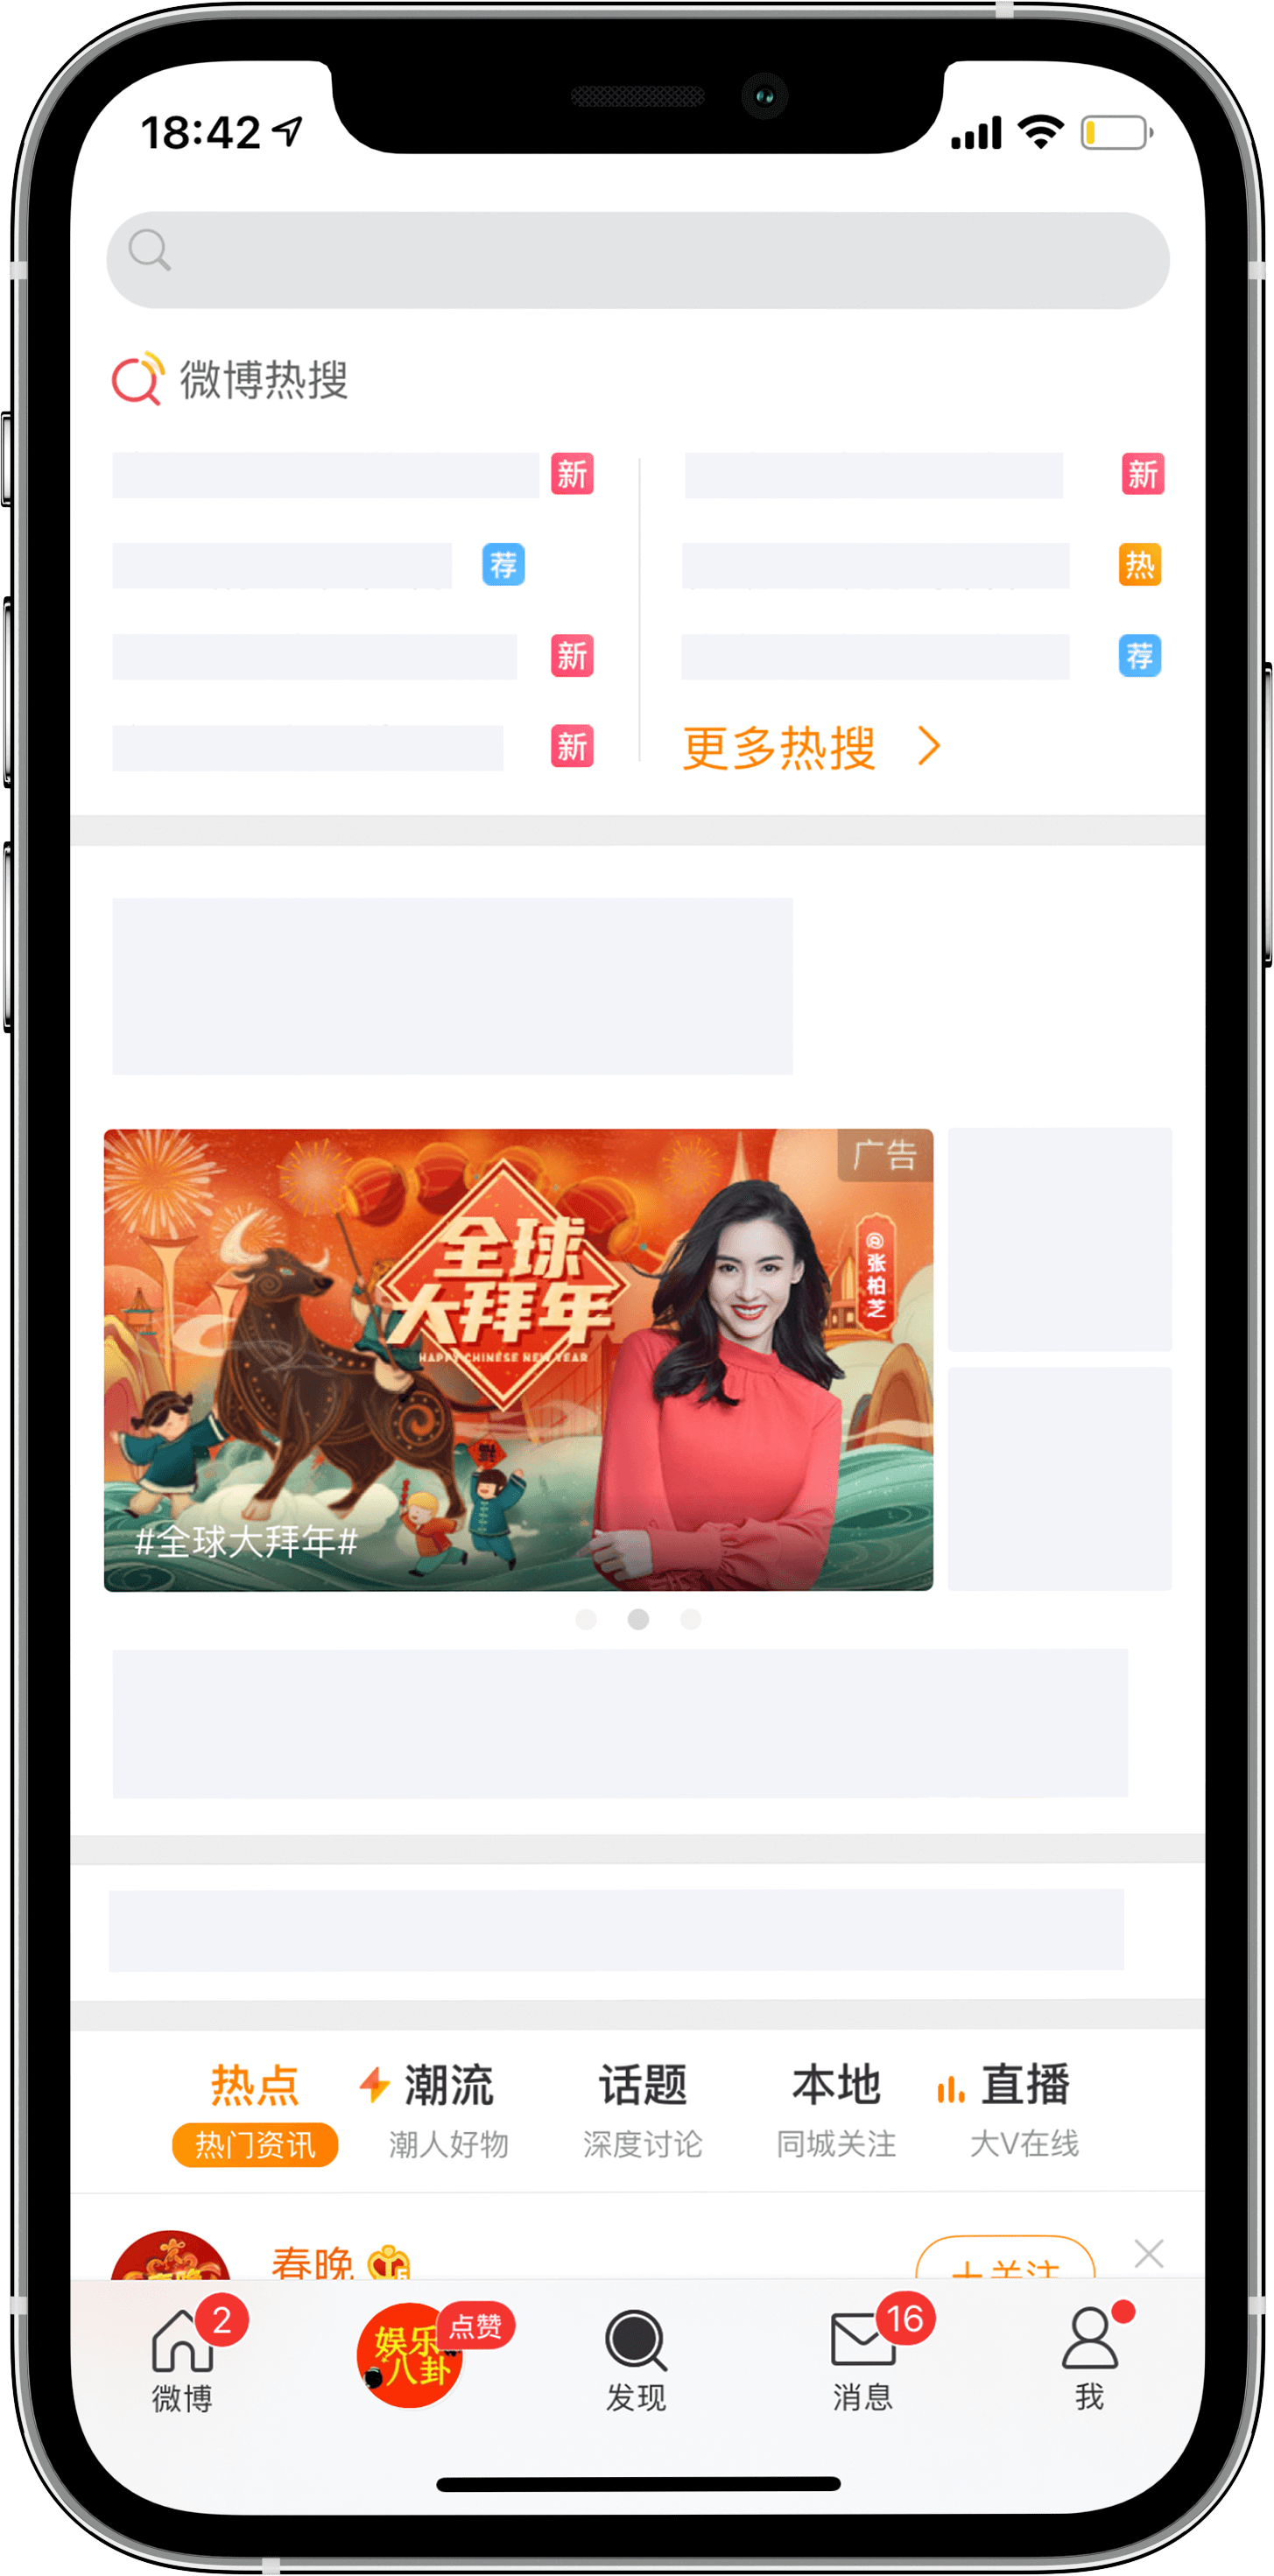 18:42
微博热搜
新
新
荐
热
新
荐
新
更多热搜
广告
全球
大拜年
HAPPY CHINESE NEW YEAR
@张柏芝
#全球大拜年#
热点 潮流 话题 本地 直播
热门资讯 潮人好物 深度讨论 同城关注 大V在线
春晚
+关注
2
点赞
16
娱乐
八卦
微博 发现 消息 我